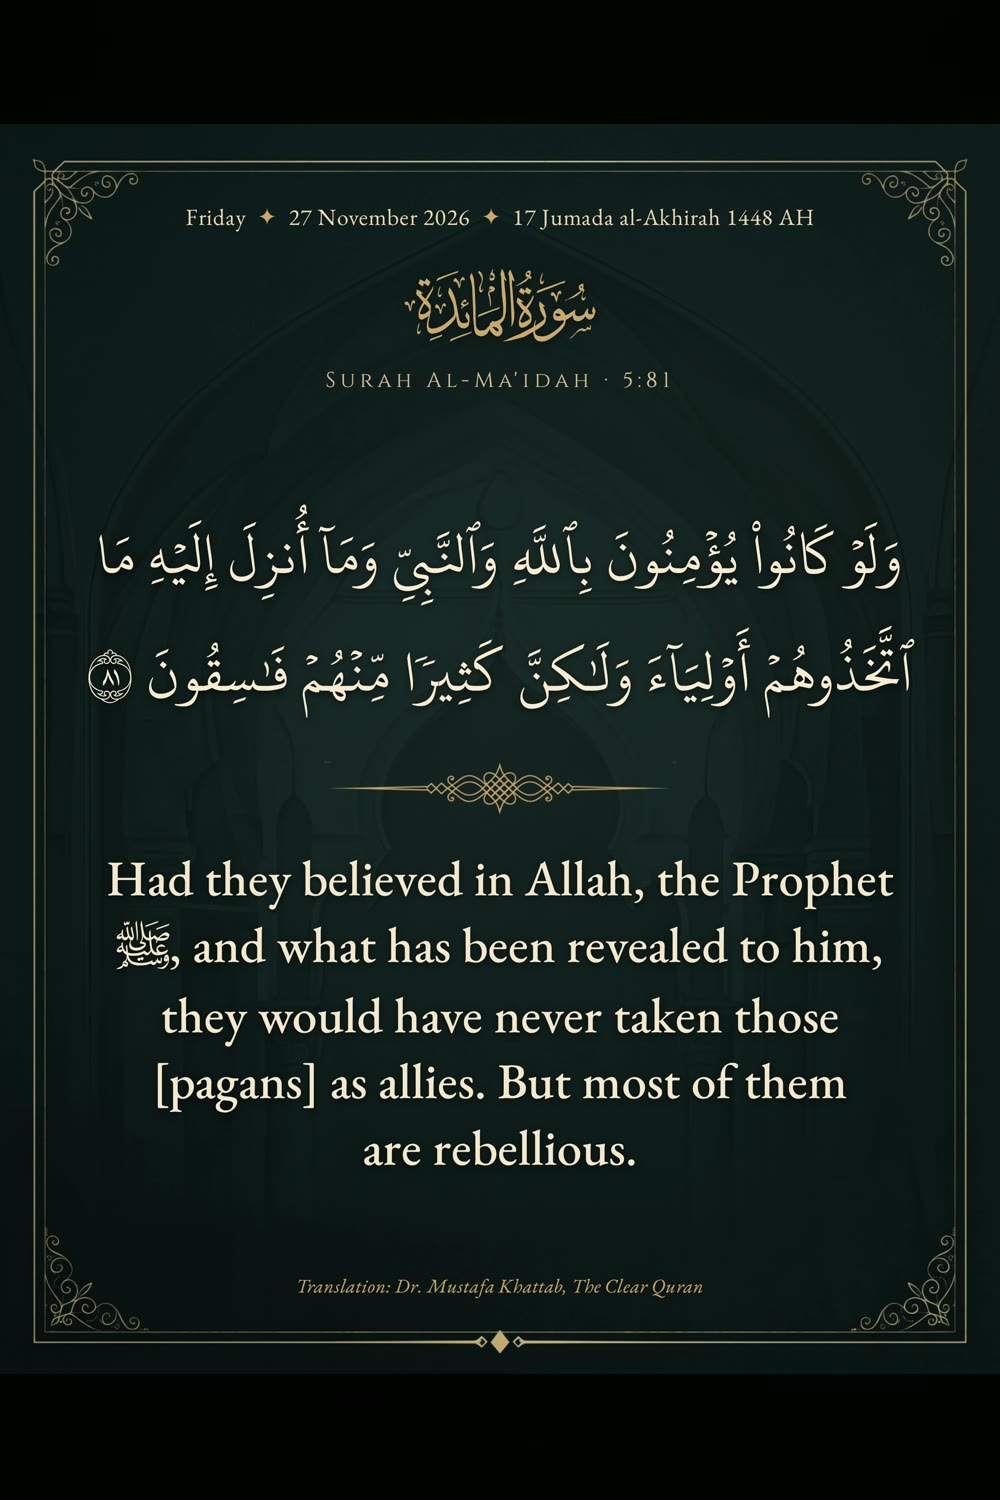 Friday ✦ 27 November 2026 ✦ 17 Jumada al-Akhirah 1448 AH
سُورَةُ المَائِدَةِ
SURAH AL-MA'IDAH · 5:81
وَلَوۡ كَانُواْ يُؤۡمِنُونَ بِٱللَّهِ وَٱلنَّبِيِّ وَمَآ أُنزِلَ إِلَيۡهِ مَا
ٱتَّخَذُوهُمۡ أَوۡلِيَآءَ وَلَٰكِنَّ كَثِيرٗا مِّنۡهُمۡ فَٰسِقُونَ ٨١
Had they believed in Allah, the Prophet
ﷺ, and what has been revealed to him,
they would have never taken those
[pagans] as allies. But most of them
are rebellious.
Translation: Dr. Mustafa Khattab, The Clear Quran